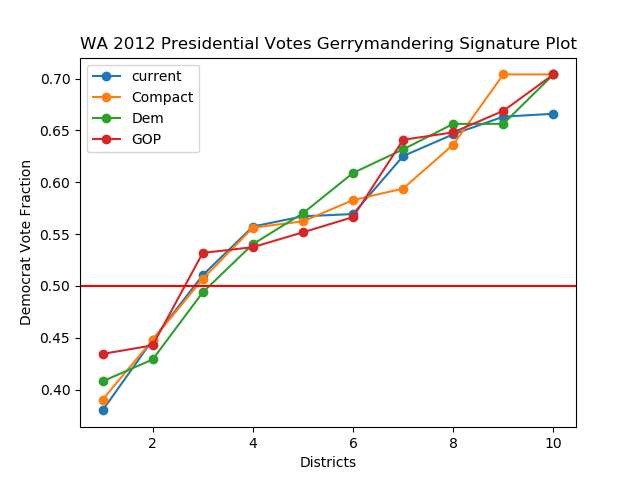 WA 2012 Presidential Votes Gerrymandering Signature Plot
current
Compact
Dem
GOP
Democrat Vote Fraction
0.70
0.65
0.60
0.55
0.50
0.45
0.40
2 4 6 8 10
Districts